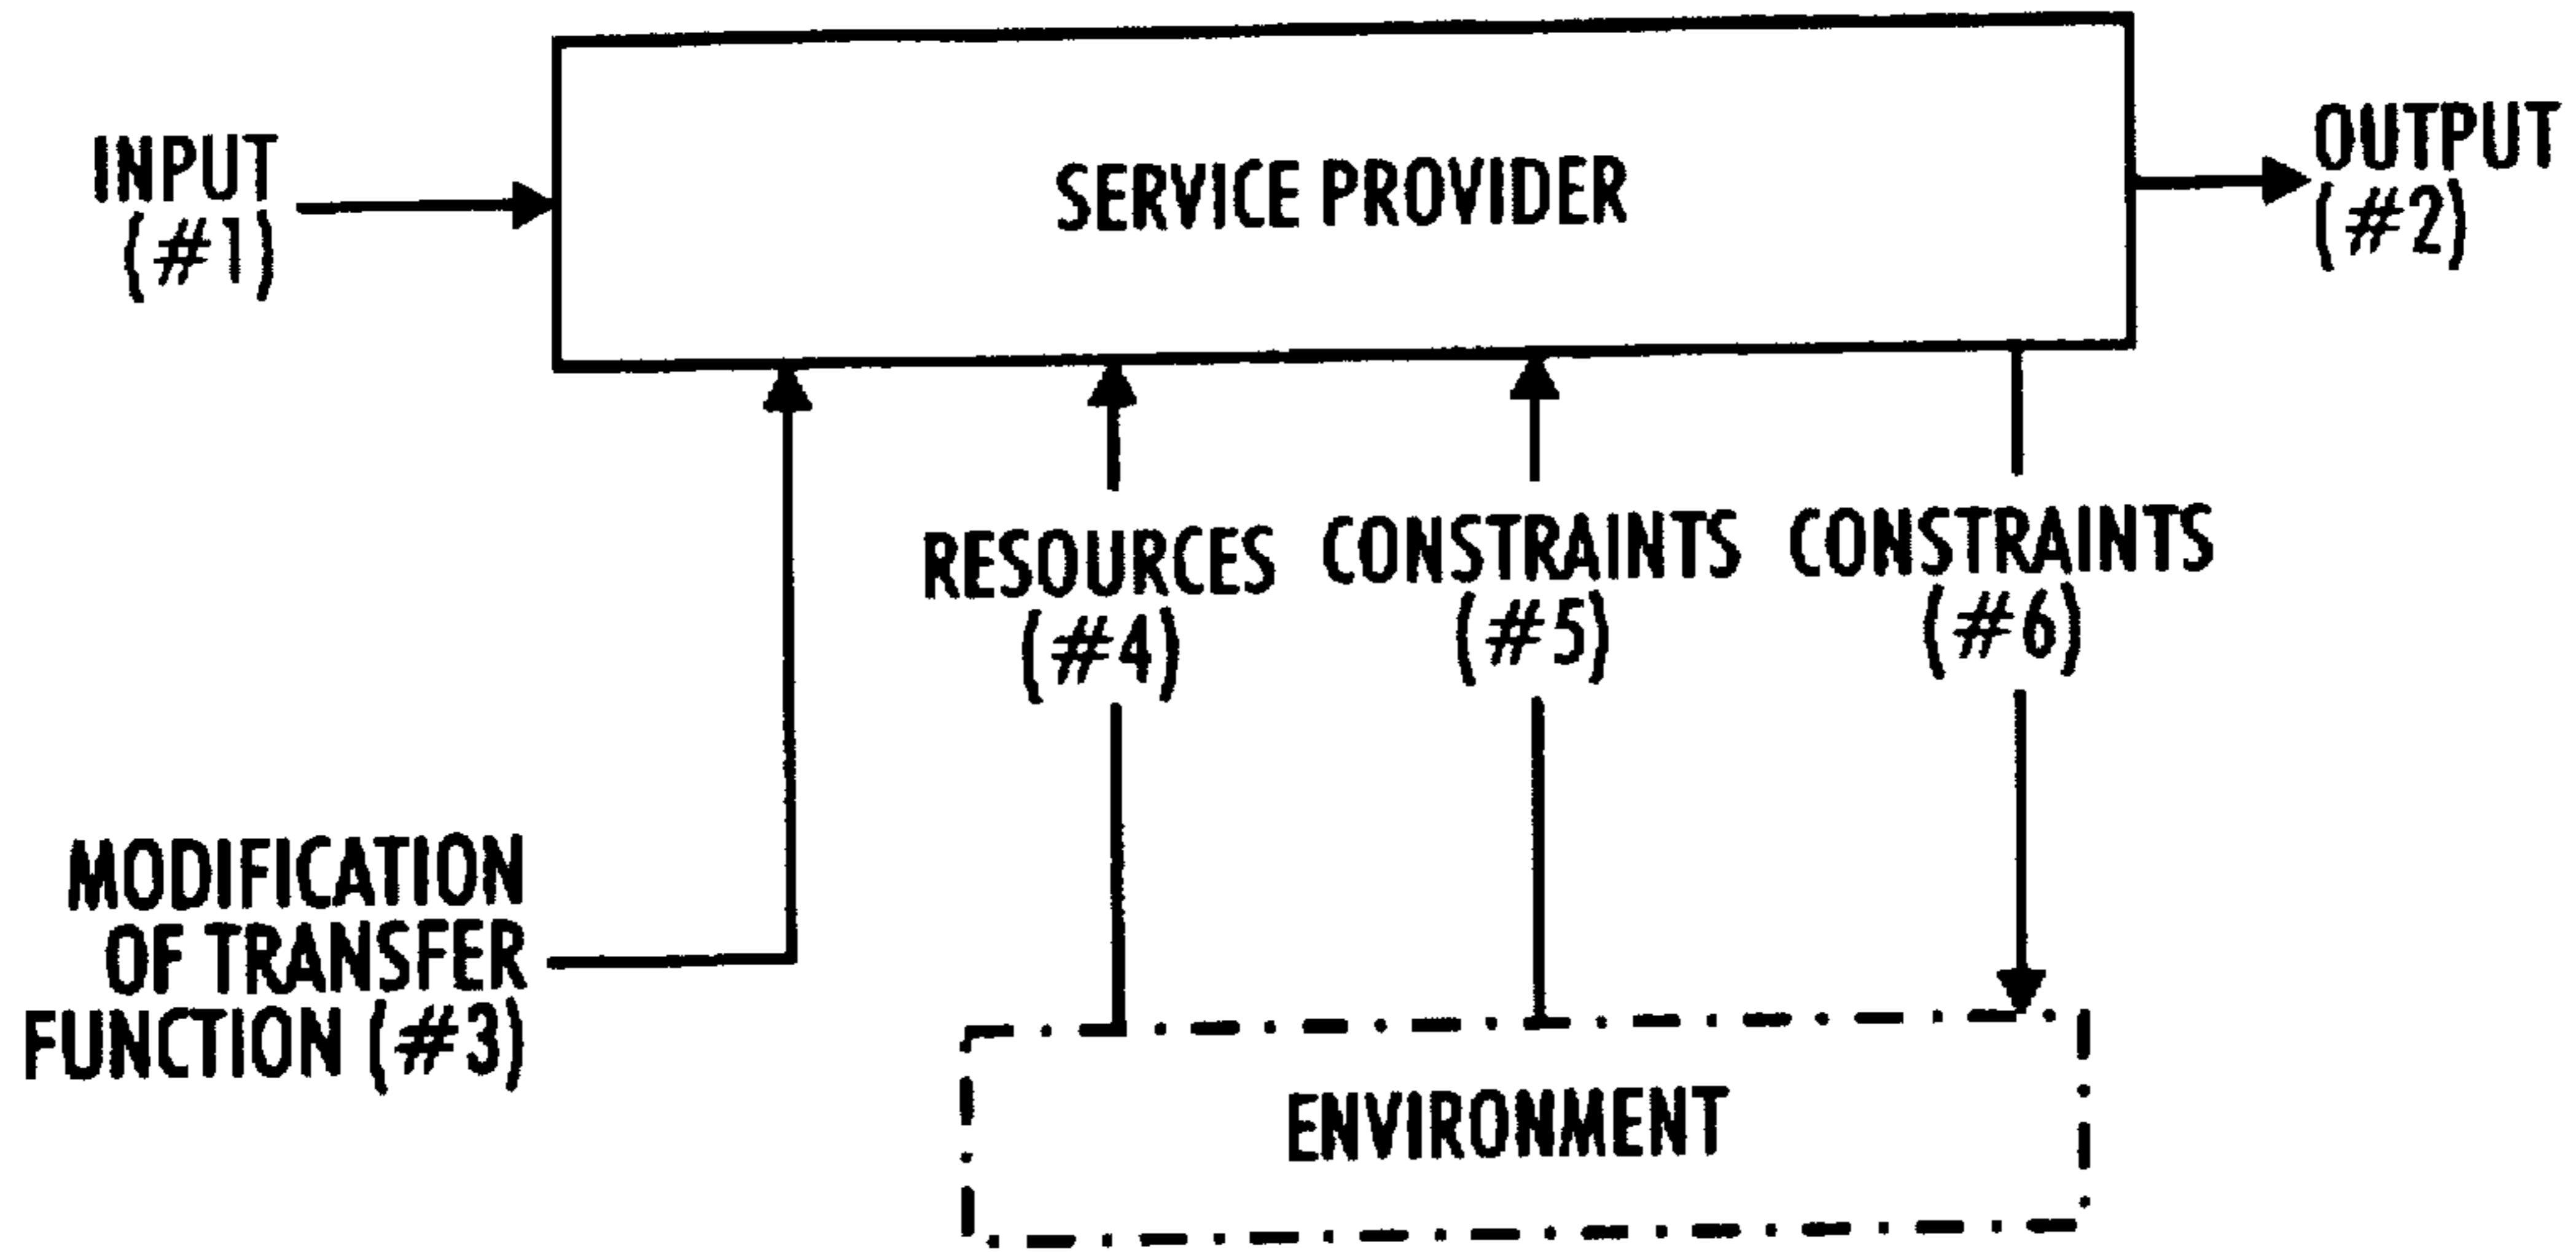 INPUT
(#1)
SERVICE PROVIDER
OUTPUT
(#2)
RESOURCES
(#4)
CONSTRAINTS
(#5)
CONSTRAINTS
(#6)
MODIFICATION
OF TRANSFER
FUNCTION (#3)
ENVIRONMENT